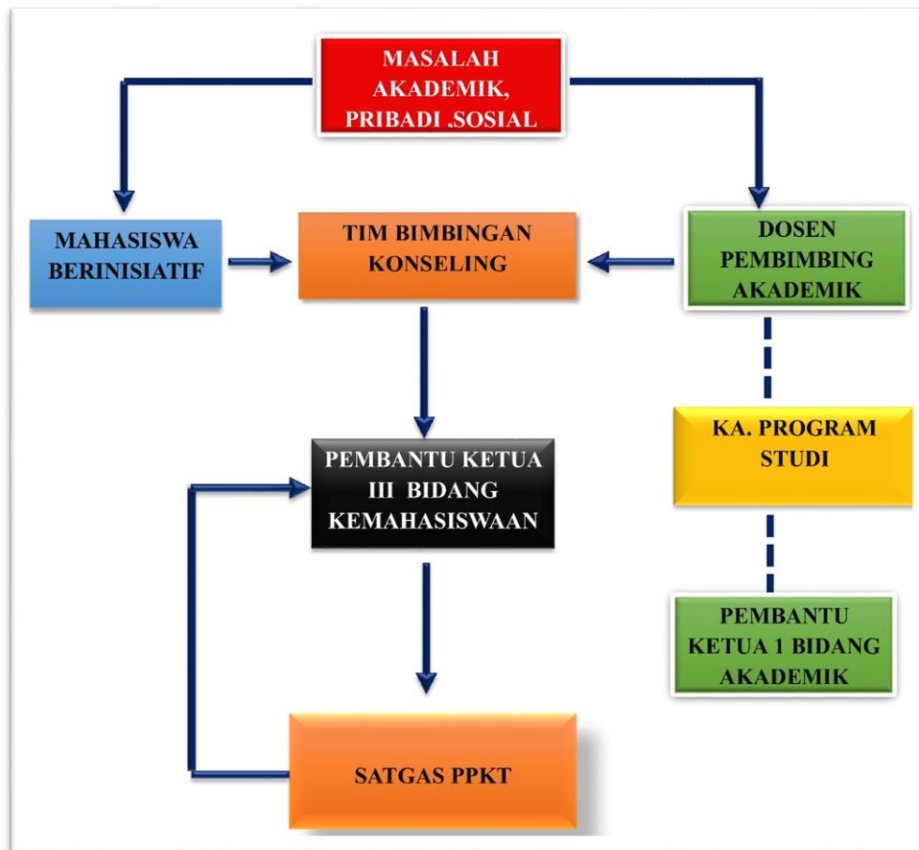 MASALAH
AKADEMIK,
PRIBADI ,SOSIAL
MAHASISWA
BERINISIATIF
TIM BIMBINGAN
KONSELING
DOSEN
PEMBIMBING
AKADEMIK
KA. PROGRAM
STUDI
PEMBANTU KETUA
III BIDANG
KEMAHASISWAAN
PEMBANTU
KETUA 1 BIDANG
AKADEMIK
SATGAS PPKT